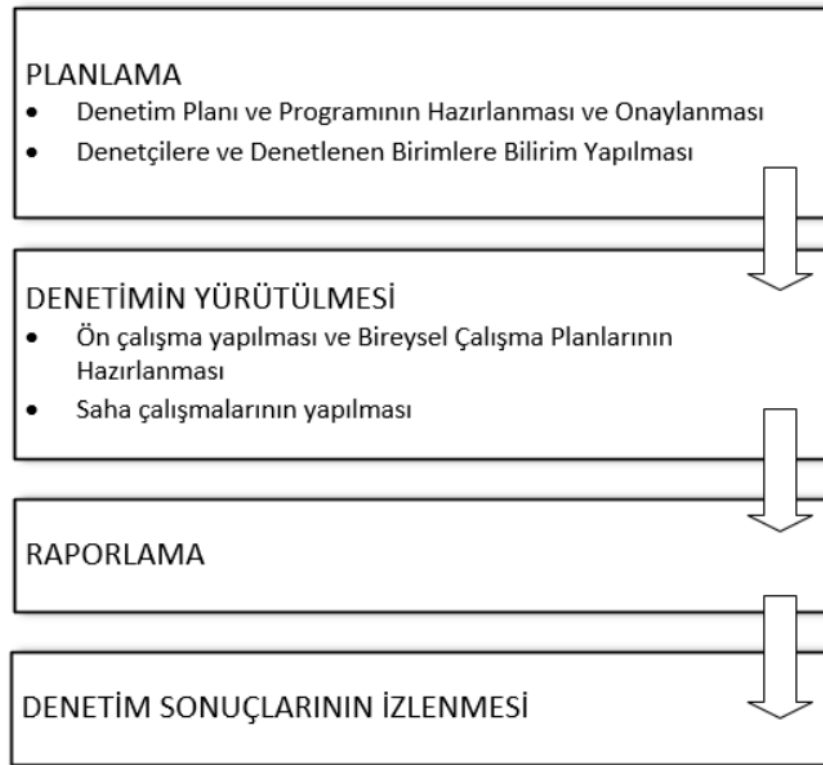 PLANLAMA
• Denetim Planı ve Programının Hazırlanması ve Onaylanması
• Denetçilere ve Denetlenen Birimlere Bilirim Yapılması
DENETİMİN YÜRÜTÜLMESİ
• Ön çalışma yapılması ve Bireysel Çalışma Planlarının
Hazırlanması
• Saha çalışmalarının yapılması
RAPORLAMA
DENETİM SONUÇLARININ İZLENMESİ